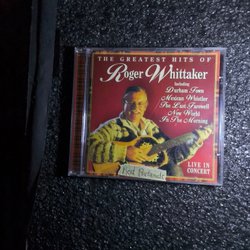 THE GREATEST HITS OF
Roger Whittaker
Including
Durham Town
Mexican Whistler
The Last Farewell
New World
In The Morning
LIVE IN
CONCERT